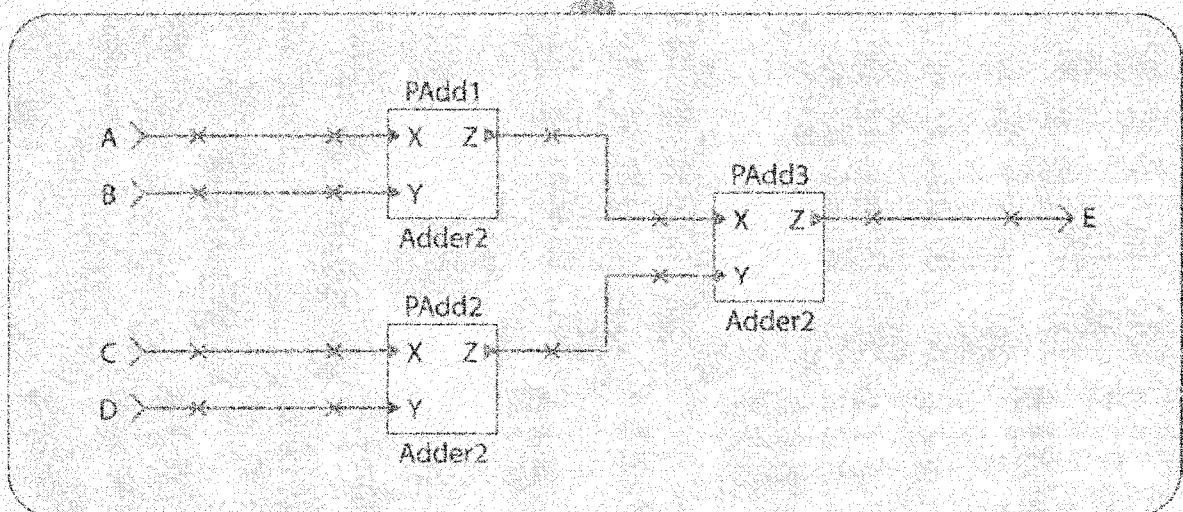 PAdd1
A
X Z
B
Y
Adder2
PAdd3
X Z
E
Y
Adder2
PAdd2
C
X Z
D
Y
Adder2